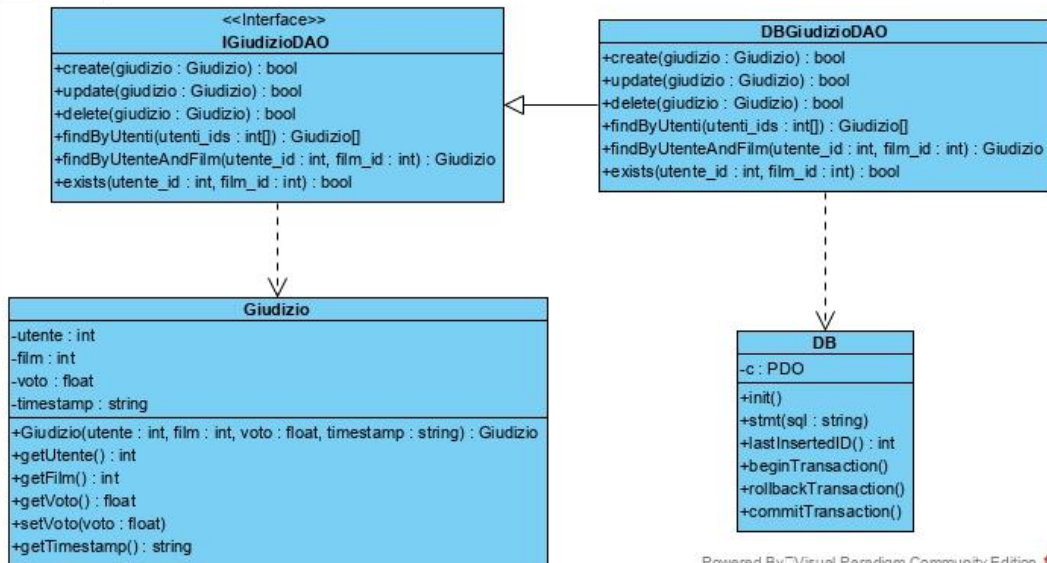 <<Interface>>
IGiudizioDAO
+create(giudizio : Giudizio) : bool
+update(giudizio : Giudizio) : bool
+delete(giudizio : Giudizio) : bool
+findByUtenti(utenti_ids : int[]) : Giudizio[]
+findByUtenteAndFilm(utente_id : int, film_id : int) : Giudizio
+exists(utente_id : int, film_id : int) : bool
DBGiudizioDAO
+create(giudizio : Giudizio) : bool
+update(giudizio : Giudizio) : bool
+delete(giudizio : Giudizio) : bool
+findByUtenti(utenti_ids : int[]) : Giudizio[]
+findByUtenteAndFilm(utente_id : int, film_id : int) : Giudizio
+exists(utente_id : int, film_id : int) : bool
Giudizio
-utente : int
-film : int
-voto : float
-timestamp : string
+Giudizio(utente : int, film : int, voto : float, timestamp : string) : Giudizio
+getUtente() : int
+getFilm() : int
+getVoto() : float
+setVoto(voto : float)
+getTimestamp() : string
DB
-c : PDO
+init()
+stmt(sql : string)
+lastInsertedID() : int
+beginTransaction()
+rollbackTransaction()
+commitTransaction()
Powered By Visual Paradigm Community Edition